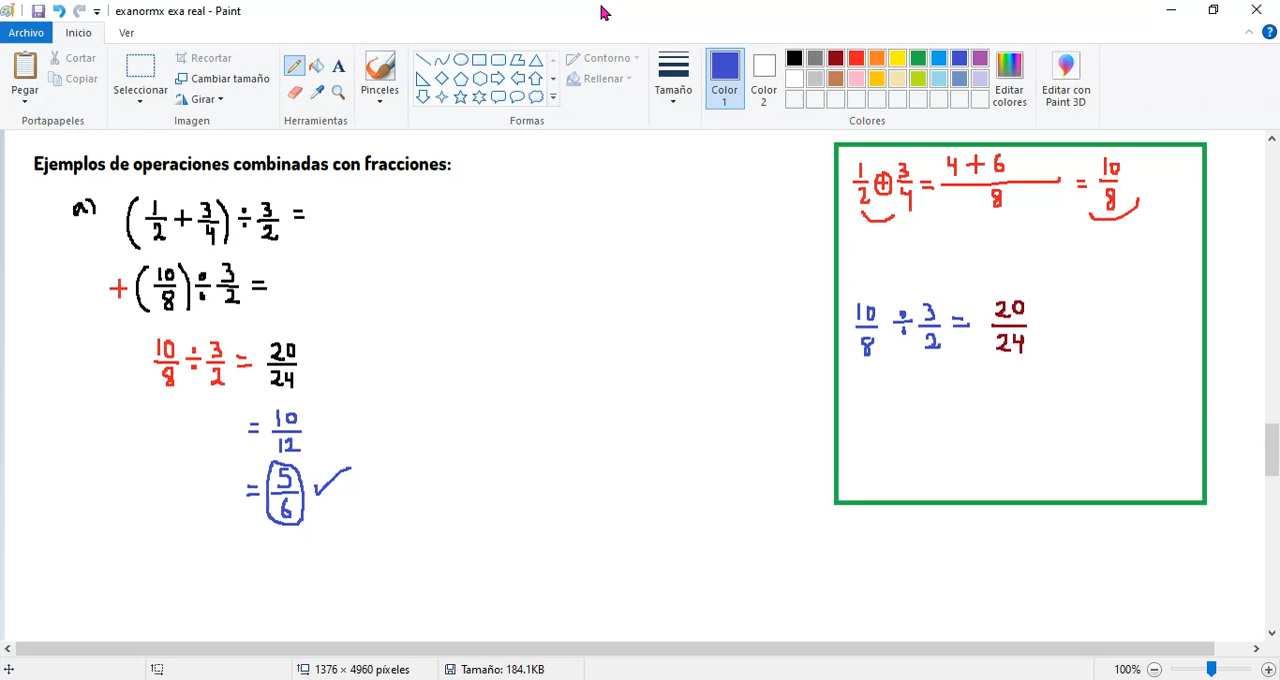 exanormx exa real - Paint
Archivo Inicio Ver
Pegar
Cortar
Copiar
Portapapeles
Seleccionar
Recortar
Cambiar tamaño
Girar
Imagen
A
Herramientas
Pinceles
Contorno
Rellenar
Formas
Tamaño
Color 1
Color 2
Editar colores
Editar con Paint 3D
Colores
Ejemplos de operaciones combinadas con fracciones:
a) (1/2 + 3/4) ÷ 3/2 =
+ (10/8) ÷ 3/2 =
10/8 ÷ 3/2 = 20/24
= 10/12
= 5/6 ✓
1/2 + 3/4 = 4 + 6/8 = 10/8
10/8 ÷ 3/2 = 20/24
1376 × 4960 píxeles
Tamaño: 184.1KB
100%